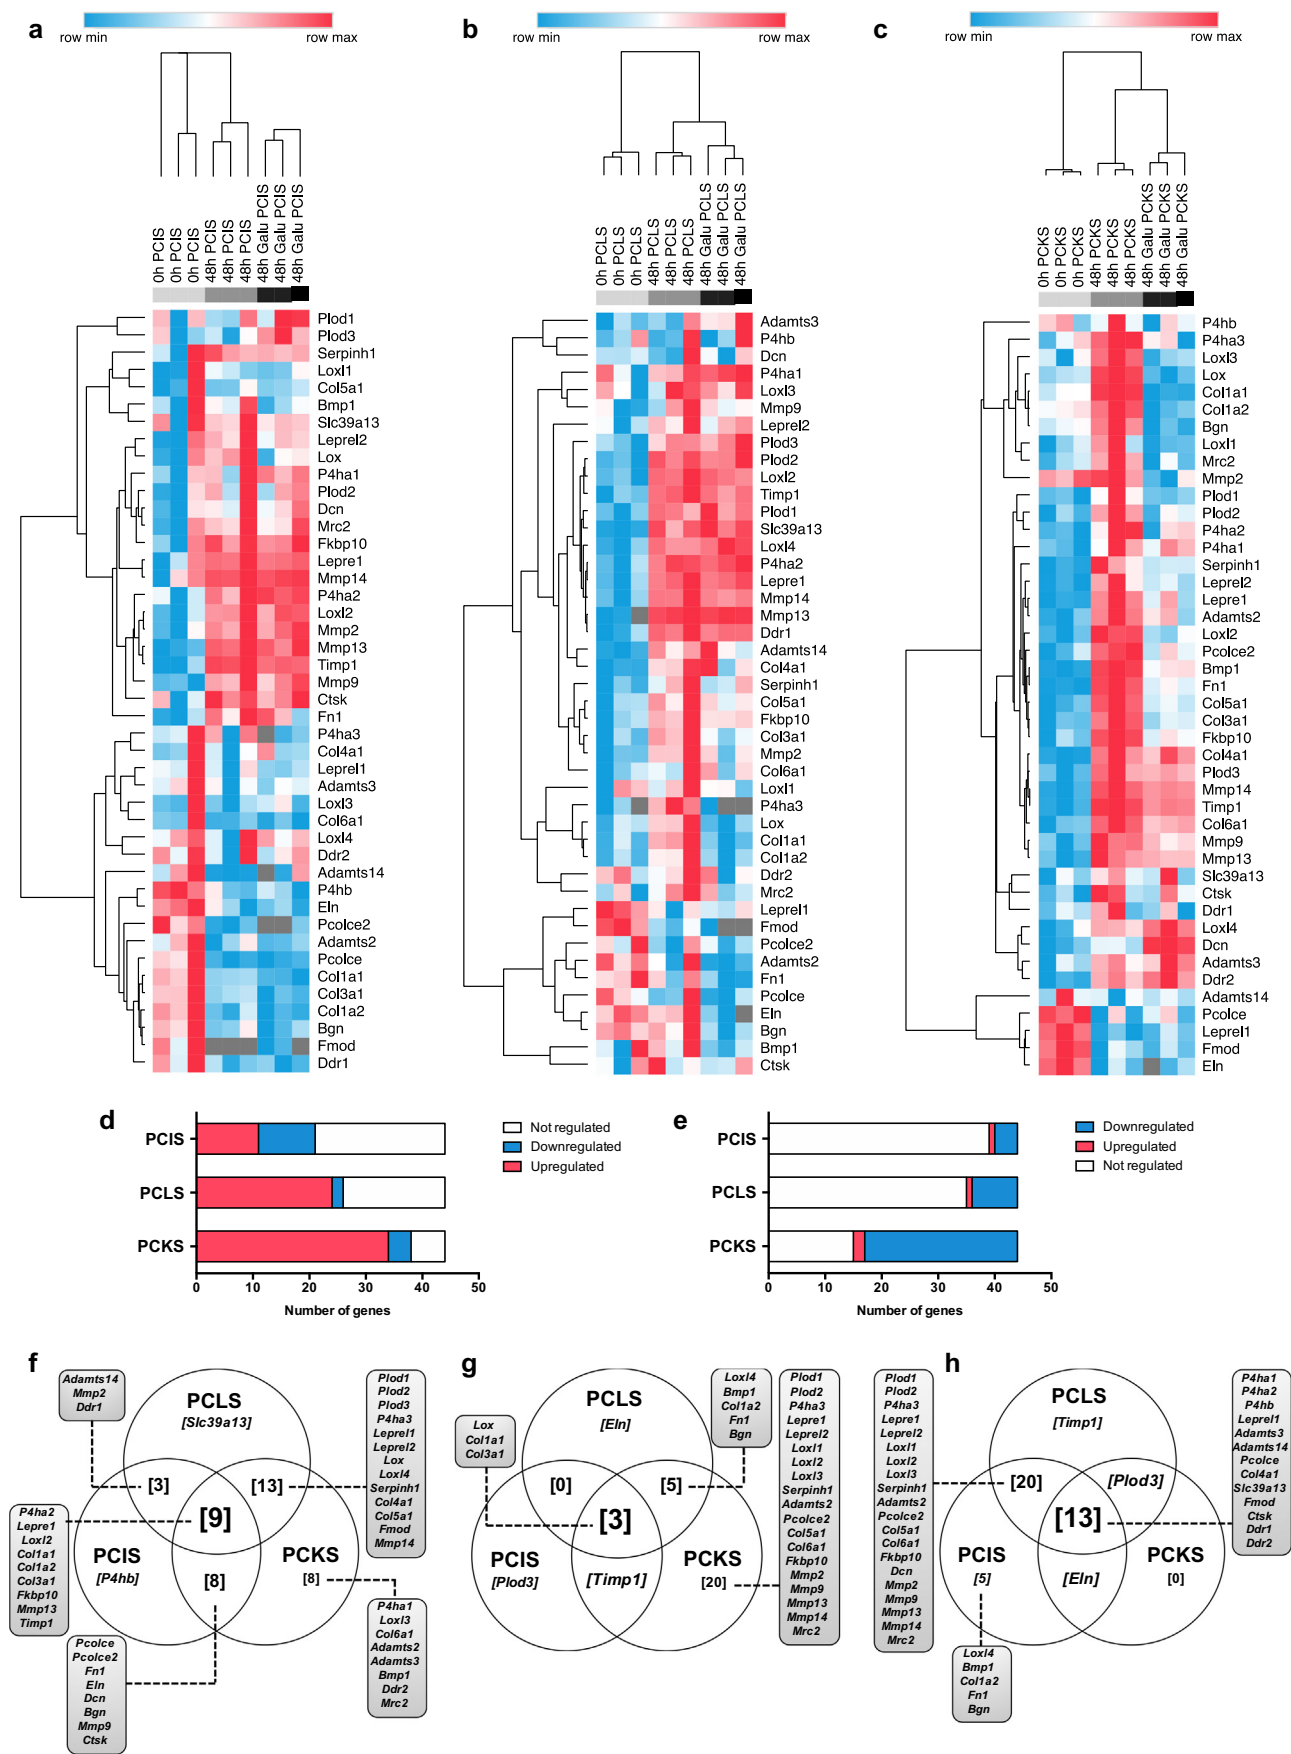 a
row min
row max
b
row min
row max
c
row min
row max
0h PCIS
0h PCIS
0h PCIS
48h PCIS
48h PCIS
48h PCIS
48h Galu PCIS
48h Galu PCIS
48h Galu PCIS
Plod1
Plod3
Serpinh1
Loxl1
Col5a1
Bmp1
Slc39a13
Leprel2
Lox
P4ha1
Plod2
Dcn
Mrc2
Fkbp10
Lepre1
Mmp14
P4ha2
Loxl2
Mmp2
Mmp13
Timp1
Mmp9
Ctsk
Fn1
P4ha3
Col4a1
Leprel1
Adamts3
Loxl3
Col6a1
Loxl4
Ddr2
Adamts14
P4hb
Eln
Pcolce2
Adamts2
Pcolce
Col1a1
Col3a1
Col1a2
Bgn
Fmod
Ddr1
0h PCLS
0h PCLS
0h PCLS
48h PCLS
48h PCLS
48h PCLS
48h Galu PCLS
48h Galu PCLS
48h Galu PCLS
Adamts3
P4hb
Dcn
P4ha1
Loxl3
Mmp9
Leprel2
Plod3
Plod2
Loxl2
Timp1
Plod1
Slc39a13
Loxl4
P4ha2
Lepre1
Mmp14
Mmp13
Ddr1
Adamts14
Col4a1
Serpinh1
Col5a1
Fkbp10
Col3a1
Mmp2
Col6a1
Loxl1
P4ha3
Lox
Col1a1
Col1a2
Ddr2
Mrc2
Leprel1
Fmod
Pcolce2
Adamts2
Fn1
Pcolce
Eln
Bgn
Bmp1
Ctsk
0h PCKS
0h PCKS
0h PCKS
48h PCKS
48h PCKS
48h PCKS
48h Galu PCKS
48h Galu PCKS
48h Galu PCKS
P4hb
P4ha3
Loxl3
Lox
Col1a1
Col1a2
Bgn
Loxl1
Mrc2
Mmp2
Plod1
Plod2
P4ha2
P4ha1
Serpinh1
Leprel2
Lepre1
Adamts2
Loxl2
Pcolce2
Bmp1
Fn1
Col5a1
Col3a1
Fkbp10
Col4a1
Plod3
Mmp14
Timp1
Col6a1
Mmp9
Mmp13
Slc39a13
Ctsk
Ddr1
Loxl4
Dcn
Adamts3
Ddr2
Adamts14
Pcolce
Leprel1
Fmod
Eln
d
PCIS
PCLS
PCKS
0
10
20
30
40
50
Number of genes
Not regulated
Downregulated
Upregulated
e
PCIS
PCLS
PCKS
0
10
20
30
40
50
Number of genes
Downregulated
Upregulated
Not regulated
f
Adamts14
Mmp2
Ddr1
PCLS
[Slc39a13]
Plod1
Plod2
Plod3
P4ha3
Leprel1
Leprel2
Lox
Loxl4
Serpinh1
Col4a1
Col5a1
Fmod
Mmp14
[3]
[13]
[9]
P4ha2
Lepre1
Loxl2
Col1a1
Col1a2
Col3a1
Fkbp10
Mmp13
Timp1
PCIS
[P4hb]
[8]
PCKS
[8]
Pcolce
Pcolce2
Fn1
Eln
Dcn
Bgn
Mmp9
Ctsk
P4ha1
Loxl3
Col6a1
Adamts2
Adamts3
Bmp1
Ddr2
Mrc2
g
PCLS
[Eln]
Lox
Col1a1
Col3a1
Loxl4
Bmp1
Col1a2
Fn1
Bgn
[0]
[5]
[3]
PCIS
[Plod3]
[Timp1]
PCKS
[20]
Plod1
Plod2
P4ha3
Lepre1
Leprel2
Loxl1
Loxl2
Loxl3
Serpinh1
Adamts2
Pcolce2
Col5a1
Col6a1
Fkbp10
Mmp2
Mmp9
Mmp13
Mmp14
Mrc2
h
Plod1
Plod2
P4ha3
Lepre1
Leprel2
Loxl1
Loxl2
Loxl3
Serpinh1
Adamts2
Pcolce2
Col5a1
Col6a1
Fkbp10
Dcn
Mmp2
Mmp9
Mmp13
Mmp14
Mrc2
PCLS
[Timp1]
[20]
[Plod3]
[13]
PCIS
[5]
[Eln]
PCKS
[0]
P4ha1
P4ha2
P4hb
Leprel1
Adamts3
Adamts14
Pcolce
Col4a1
Slc39a13
Fmod
Ctsk
Ddr1
Ddr2
Loxl4
Bmp1
Col1a2
Fn1
Bgn